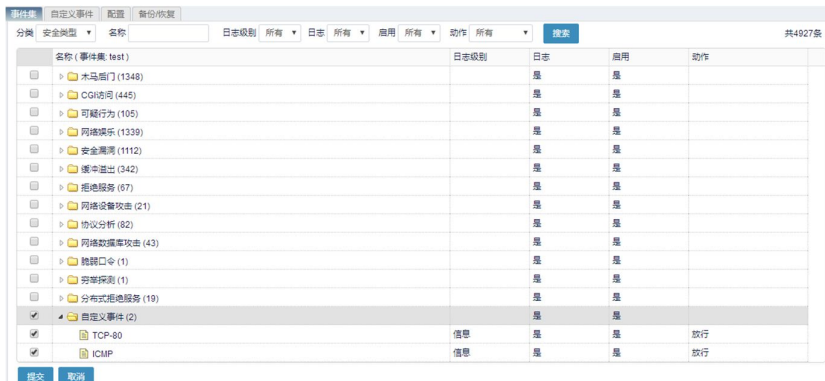 事件集 自定义事件 配置 备份/恢复
分类 安全类型 名称 日志级别 所有 日志 所有 启用 所有 动作 所有 搜索 共4927条
名称 ( 事件集: test ) 日志级别 日志 启用 动作
木马后门 (1348) 是 是
CGI访问 (445) 是 是
可疑行为 (105) 是 是
网络娱乐 (1339) 是 是
安全漏洞 (1112) 是 是
缓冲溢出 (342) 是 是
拒绝服务 (67) 是 是
网络设备攻击 (21) 是 是
协议分析 (82) 是 是
网络数据库攻击 (43) 是 是
脆弱口令 (1) 是 是
穷举探测 (1) 是 是
分布式拒绝服务 (19) 是 是
自定义事件 (2) 是 是
TCP-80 信息 是 是 放行
ICMP 信息 是 是 放行
提交 取消